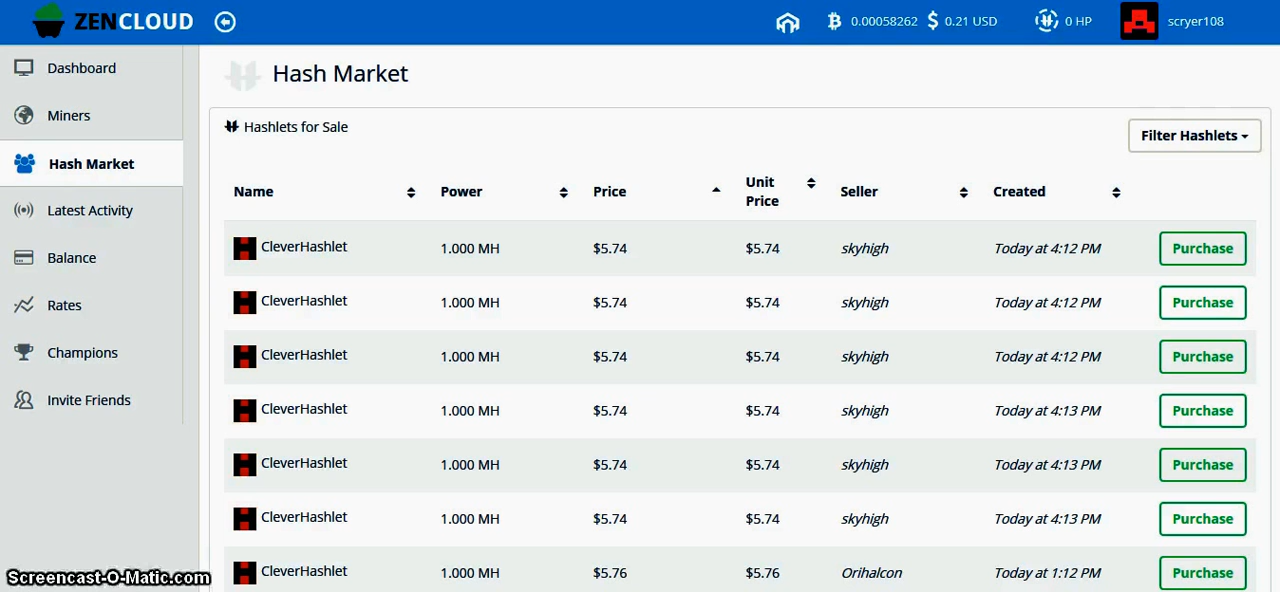 ZENCLOUD
0.00058262 $ 0.21 USD
0 HP
scryer108
Dashboard
Miners
Hash Market
Latest Activity
Balance
Rates
Champions
Invite Friends
Hash Market
Hashlets for Sale
Filter Hashlets
Name Power Price Unit Price Seller Created
CleverHashlet 1.000 MH $5.74 $5.74 skyhigh Today at 4:12 PM Purchase
CleverHashlet 1.000 MH $5.74 $5.74 skyhigh Today at 4:12 PM Purchase
CleverHashlet 1.000 MH $5.74 $5.74 skyhigh Today at 4:12 PM Purchase
CleverHashlet 1.000 MH $5.74 $5.74 skyhigh Today at 4:13 PM Purchase
CleverHashlet 1.000 MH $5.74 $5.74 skyhigh Today at 4:13 PM Purchase
CleverHashlet 1.000 MH $5.74 $5.74 skyhigh Today at 4:13 PM Purchase
CleverHashlet 1.000 MH $5.76 $5.76 Orihalcon Today at 1:12 PM Purchase
Screencast-O-Matic.com